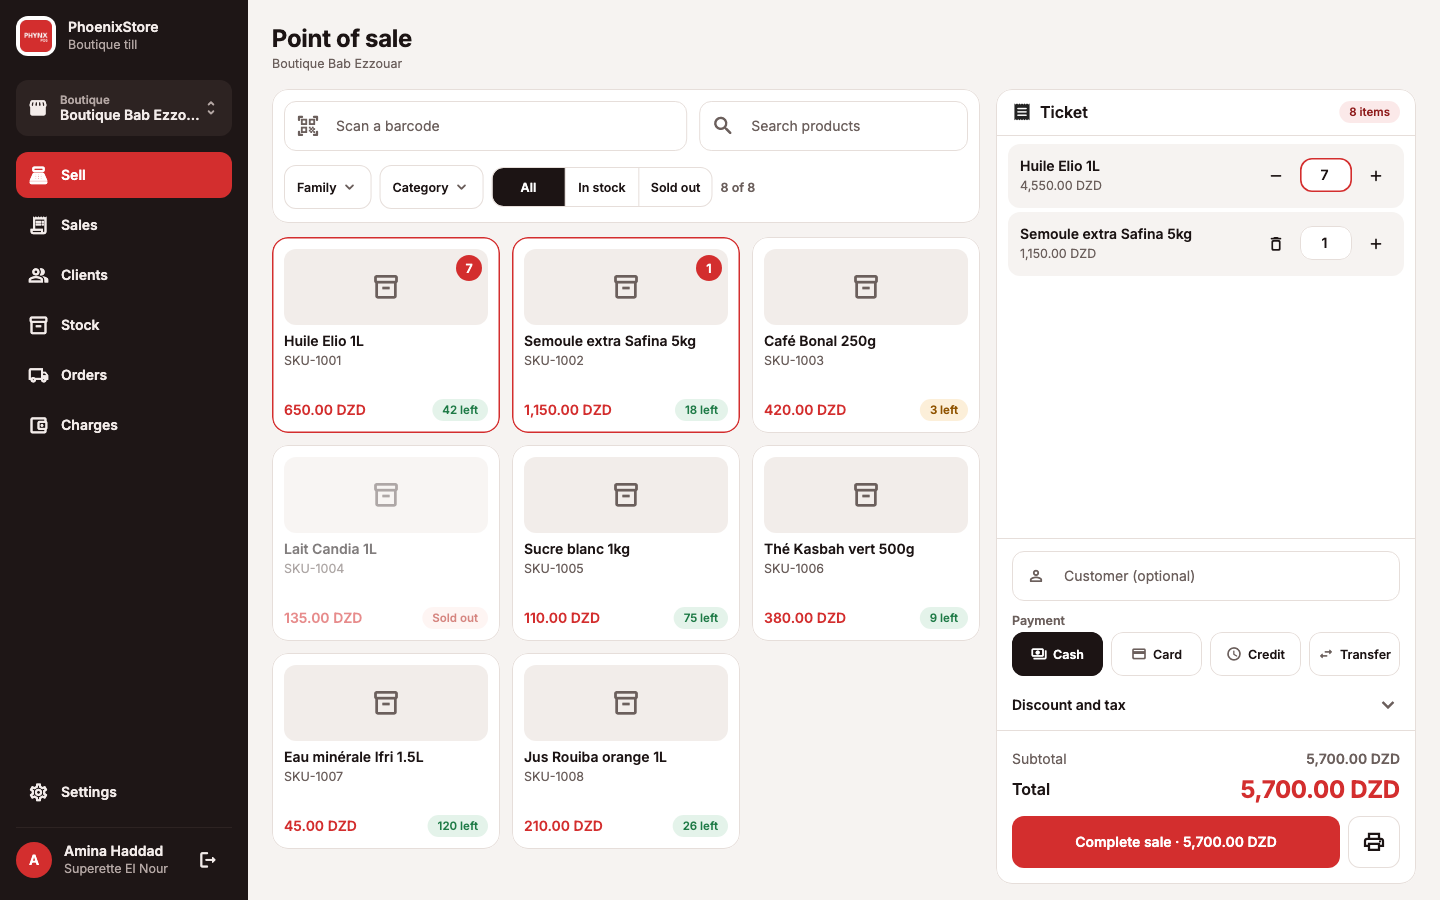 PHYNX
POS
PhoenixStore
Boutique till
Boutique
Boutique Bab Ezzo...
Sell
Sales
Clients
Stock
Orders
Charges
Settings
A
Amina Haddad
Superette El Nour
Point of sale
Boutique Bab Ezzouar
Scan a barcode
Search products
Family
Category
All
In stock
Sold out
8 of 8
7
Huile Elio 1L
SKU-1001
650.00 DZD
42 left
1
Semoule extra Safina 5kg
SKU-1002
1,150.00 DZD
18 left
Café Bonal 250g
SKU-1003
420.00 DZD
3 left
Lait Candia 1L
SKU-1004
135.00 DZD
Sold out
Sucre blanc 1kg
SKU-1005
110.00 DZD
75 left
Thé Kasbah vert 500g
SKU-1006
380.00 DZD
9 left
Eau minérale Ifri 1.5L
SKU-1007
45.00 DZD
120 left
Jus Rouiba orange 1L
SKU-1008
210.00 DZD
26 left
Ticket
8 items
Huile Elio 1L
4,550.00 DZD
7
Semoule extra Safina 5kg
1,150.00 DZD
1
Customer (optional)
Payment
Cash
Card
Credit
Transfer
Discount and tax
Subtotal
5,700.00 DZD
Total
5,700.00 DZD
Complete sale · 5,700.00 DZD